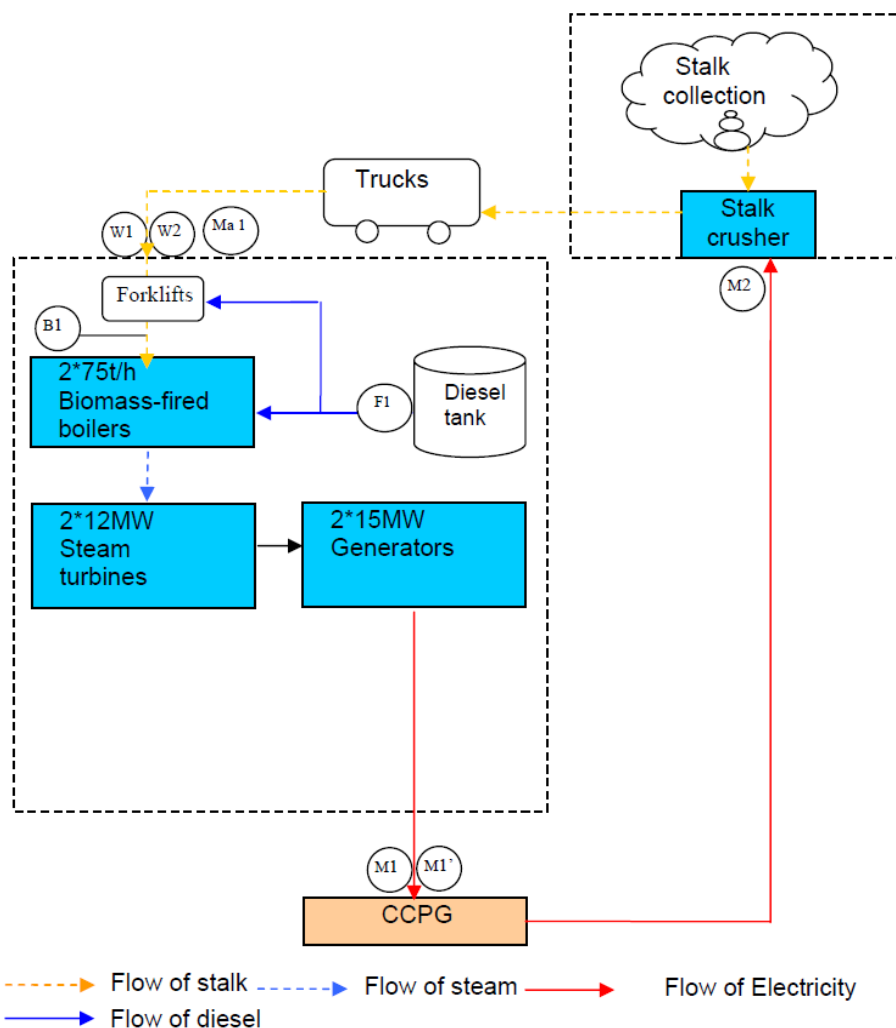 Stalk
collection
Trucks
Stalk
crusher
W1
W2
Ma 1
M2
Forklifts
B1
2*75t/h
Biomass-fired
boilers
F1
Diesel
tank
2*12MW
Steam
turbines
2*15MW
Generators
M1
M1’
CCPG
Flow of stalk
Flow of steam
Flow of Electricity
Flow of diesel